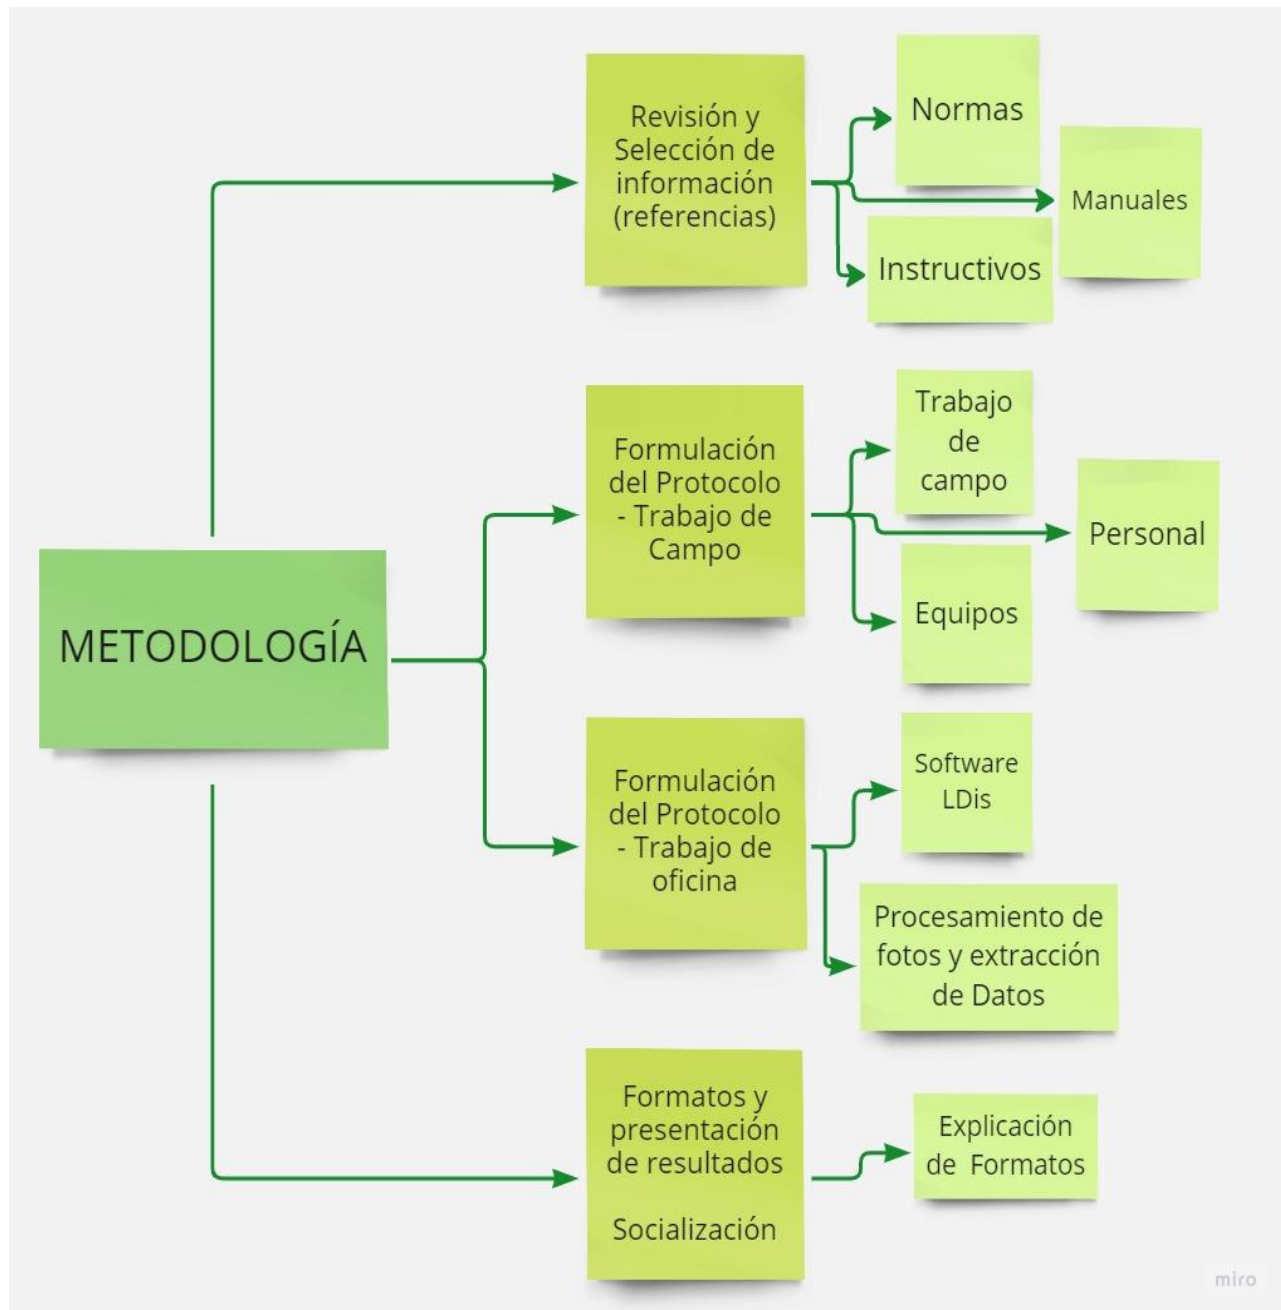 METODOLOGÍA
Revisión y
Selección de
información
(referencias)
Normas
Manuales
Instructivos
Formulación
del Protocolo
- Trabajo de
Campo
Trabajo
de
campo
Personal
Equipos
Formulación
del Protocolo
- Trabajo de
oficina
Software
LDis
Procesamiento de
fotos y extracción
de Datos
Formatos y
presentación
de resultados
Socialización
Explicación
de Formatos
miro